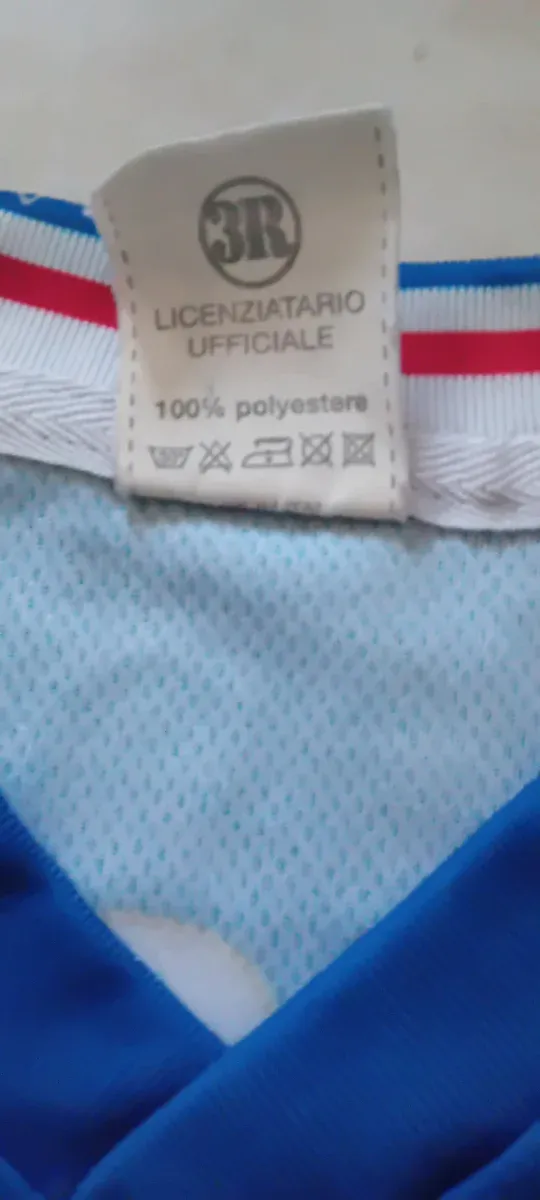 3R
LICENZIATARIO
UFFICIALE
100% polyestere